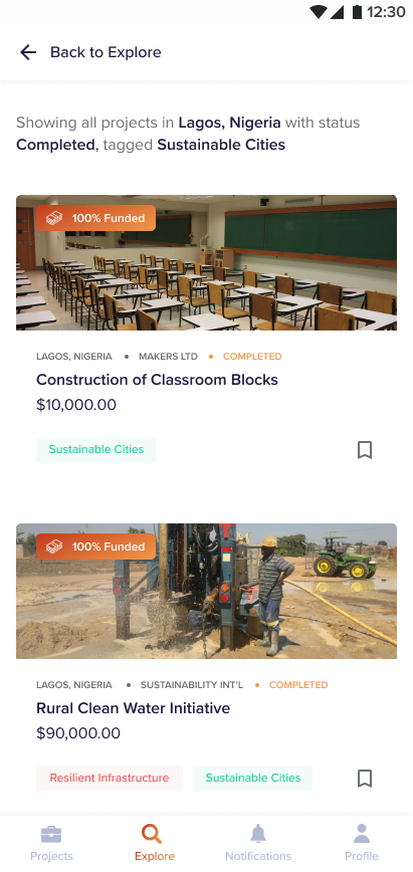 12:30
Back to Explore
Showing all projects in Lagos, Nigeria with status
Completed, tagged Sustainable Cities
100% Funded
LAGOS, NIGERIA • MAKERS LTD • COMPLETED
Construction of Classroom Blocks
$10,000.00
Sustainable Cities
100% Funded
LAGOS, NIGERIA • SUSTAINABILITY INT'L • COMPLETED
Rural Clean Water Initiative
$90,000.00
Resilient Infrastructure Sustainable Cities
Projects Explore Notifications Profile